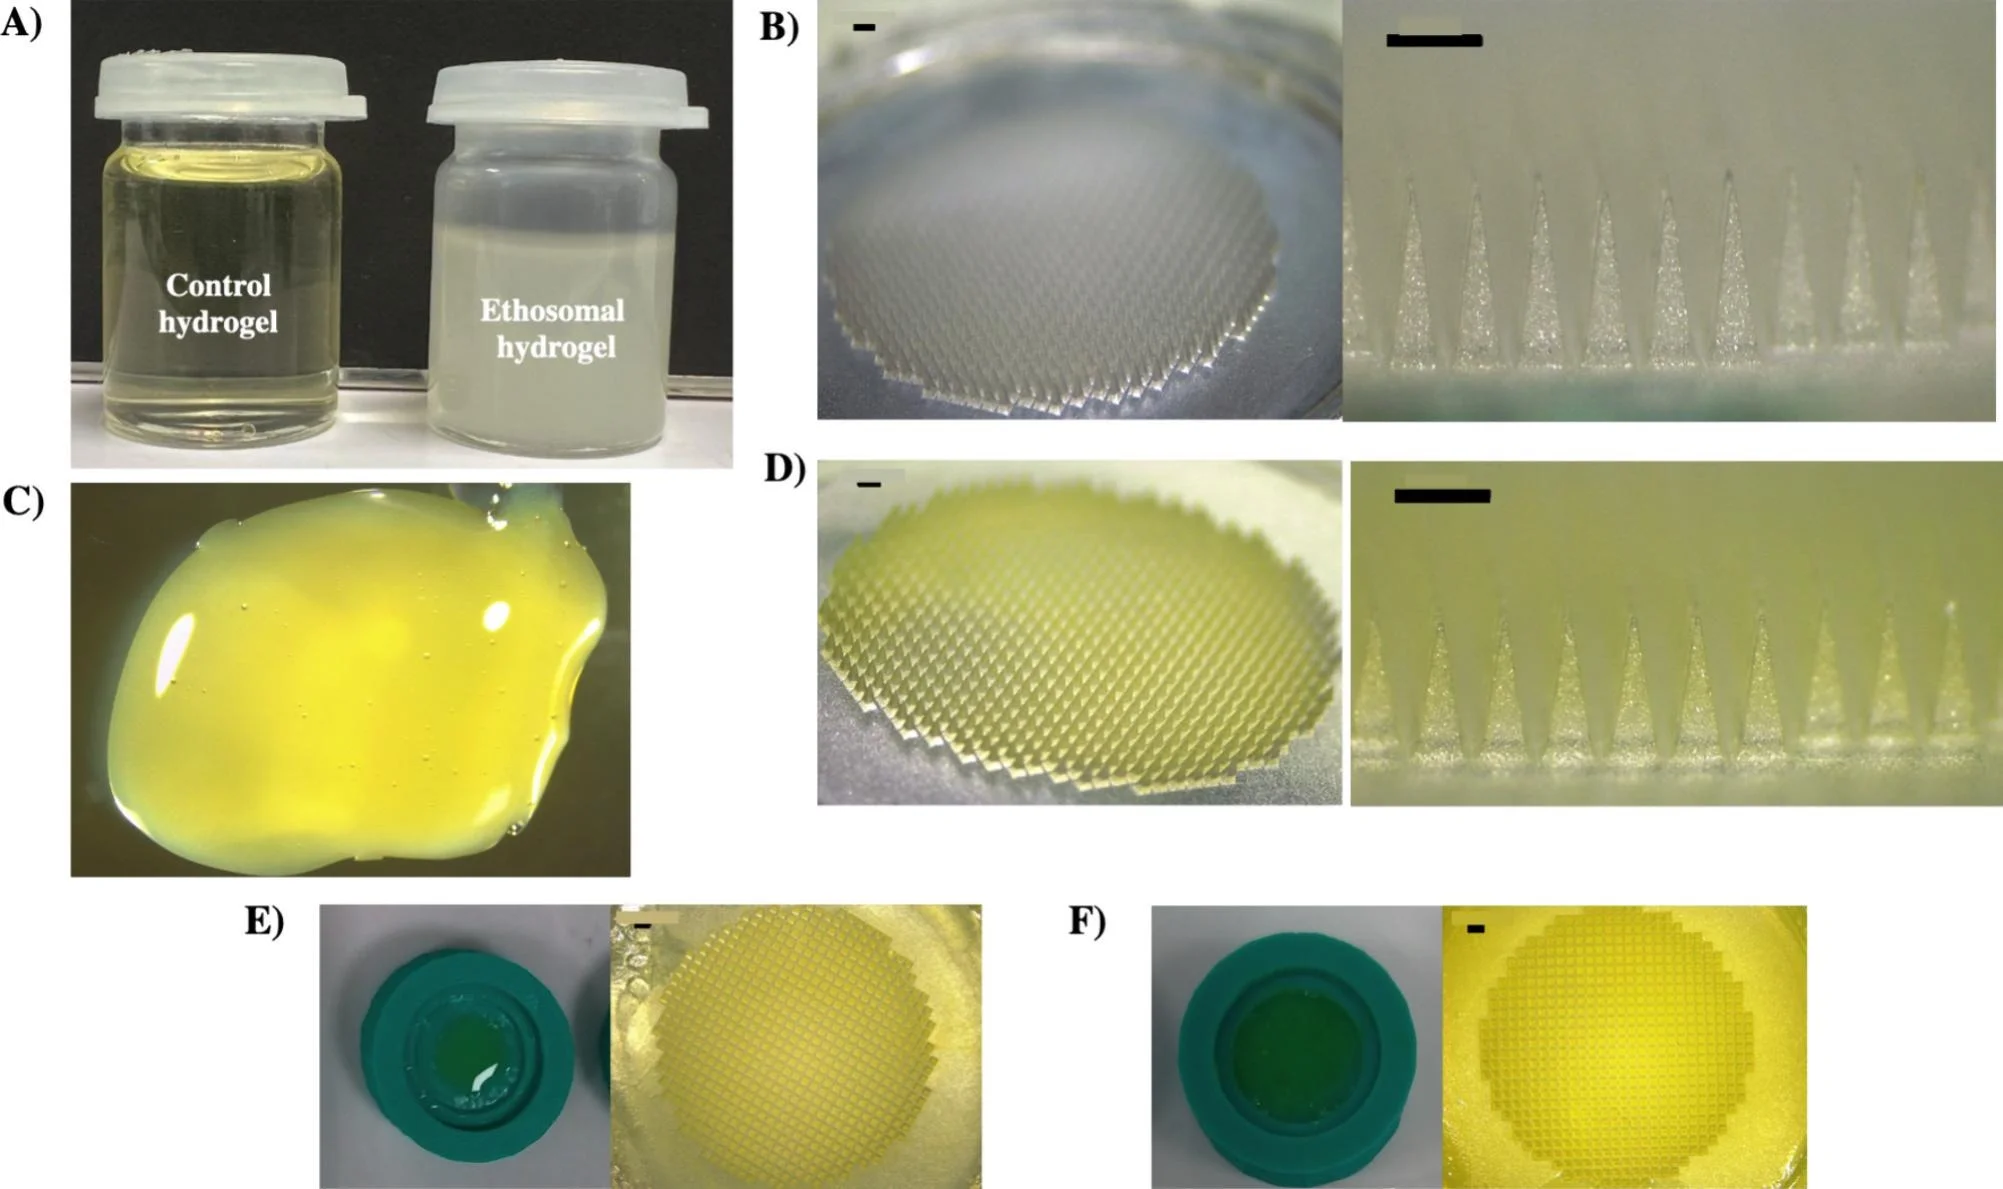 A)
Control
hydrogel
Ethosomal
hydrogel
B)
C)
D)
E)
F)